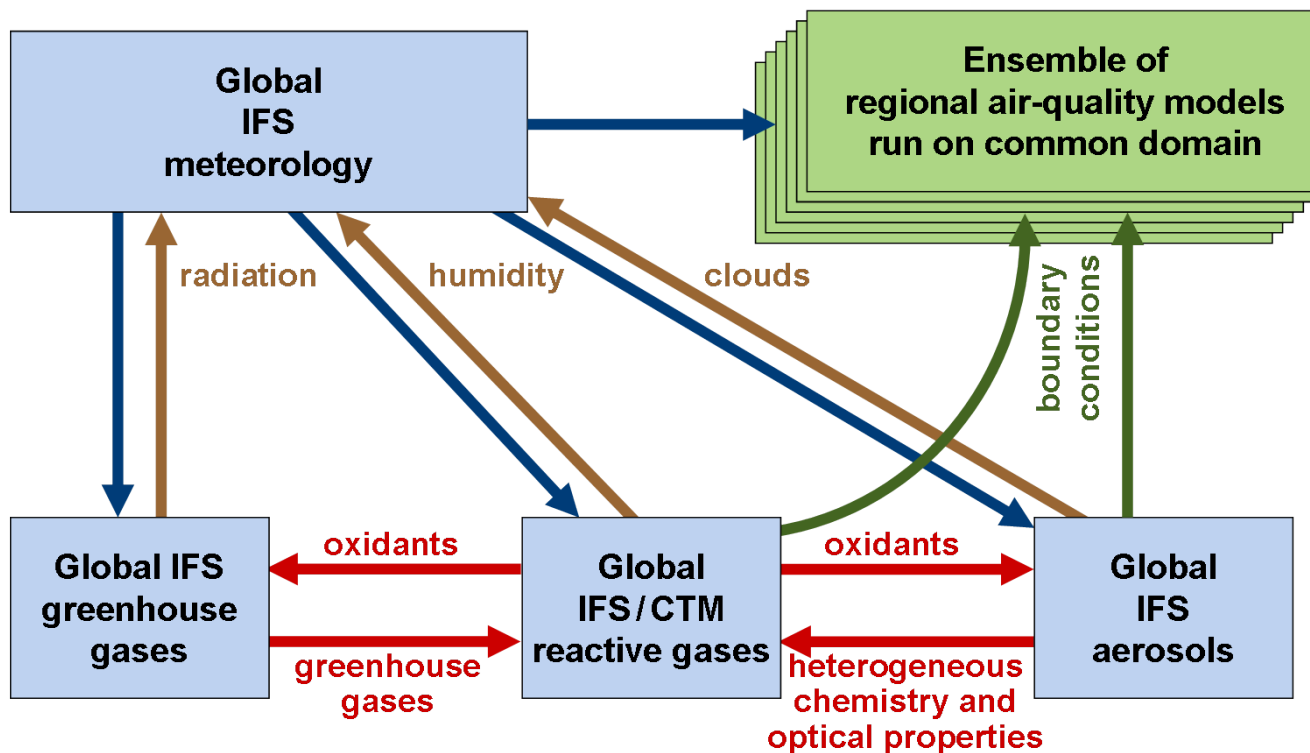 Global
IFS
meteorology
Ensemble of
regional air-quality models
run on common domain
radiation
humidity
clouds
boundary
conditions
Global IFS
greenhouse
gases
oxidants
greenhouse
gases
Global
IFS/CTM
reactive gases
oxidants
heterogeneous
chemistry and
optical properties
Global
IFS
aerosols